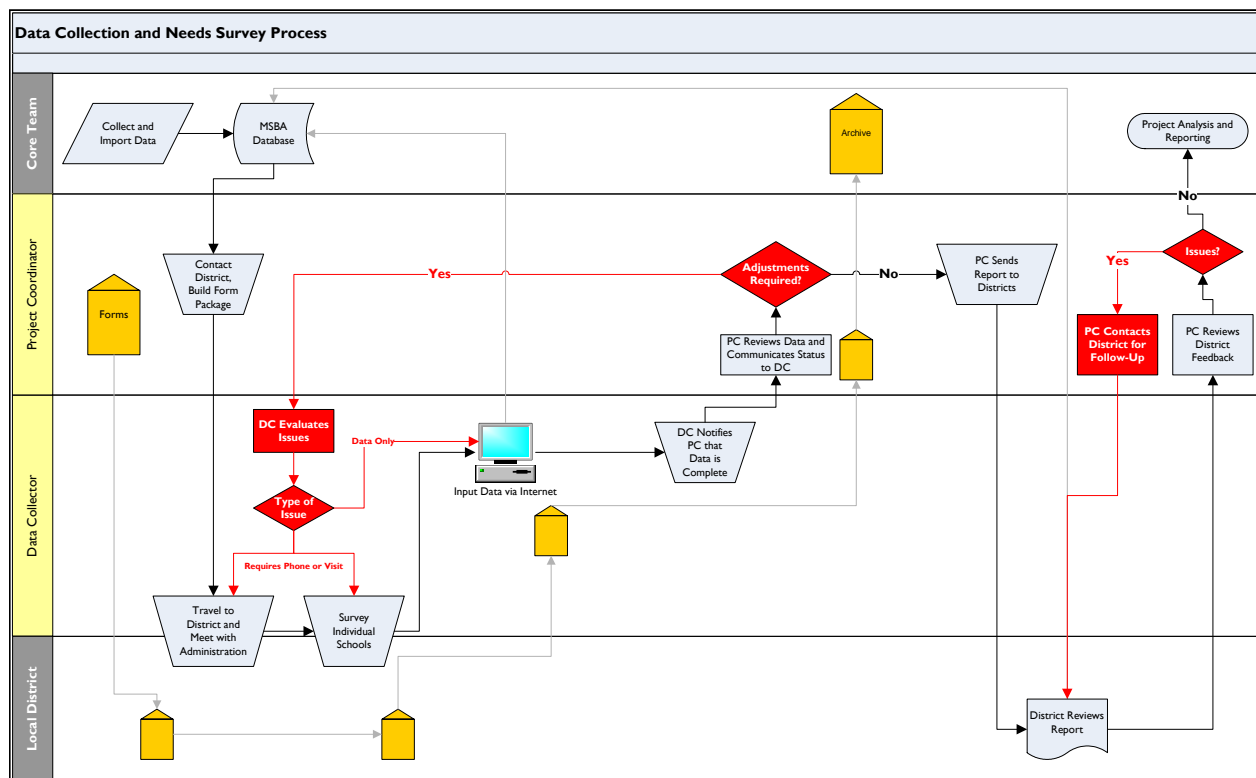 Data Collection and Needs Survey Process
Core Team
Collect and
Import Data
MSBA
Database
Archive
Project Analysis and
Reporting
No
Project Coordinator
Forms
Contact
District,
Build Form
Package
Yes
Adjustments
Required?
No
PC Sends
Report to
Districts
Issues?
Yes
PC Reviews Data and
Communicates Status
to DC
PC Contacts
District for
Follow-Up
PC Reviews
District
Feedback
Data Collector
DC Evaluates
Issues
Data Only
Type of
Issue
Input Data via Internet
DC Notifies
PC that
Data is
Complete
Requires Phone or Visit
Travel to
District and
Meet with
Administration
Survey
Individual
Schools
Local District
District Reviews
Report